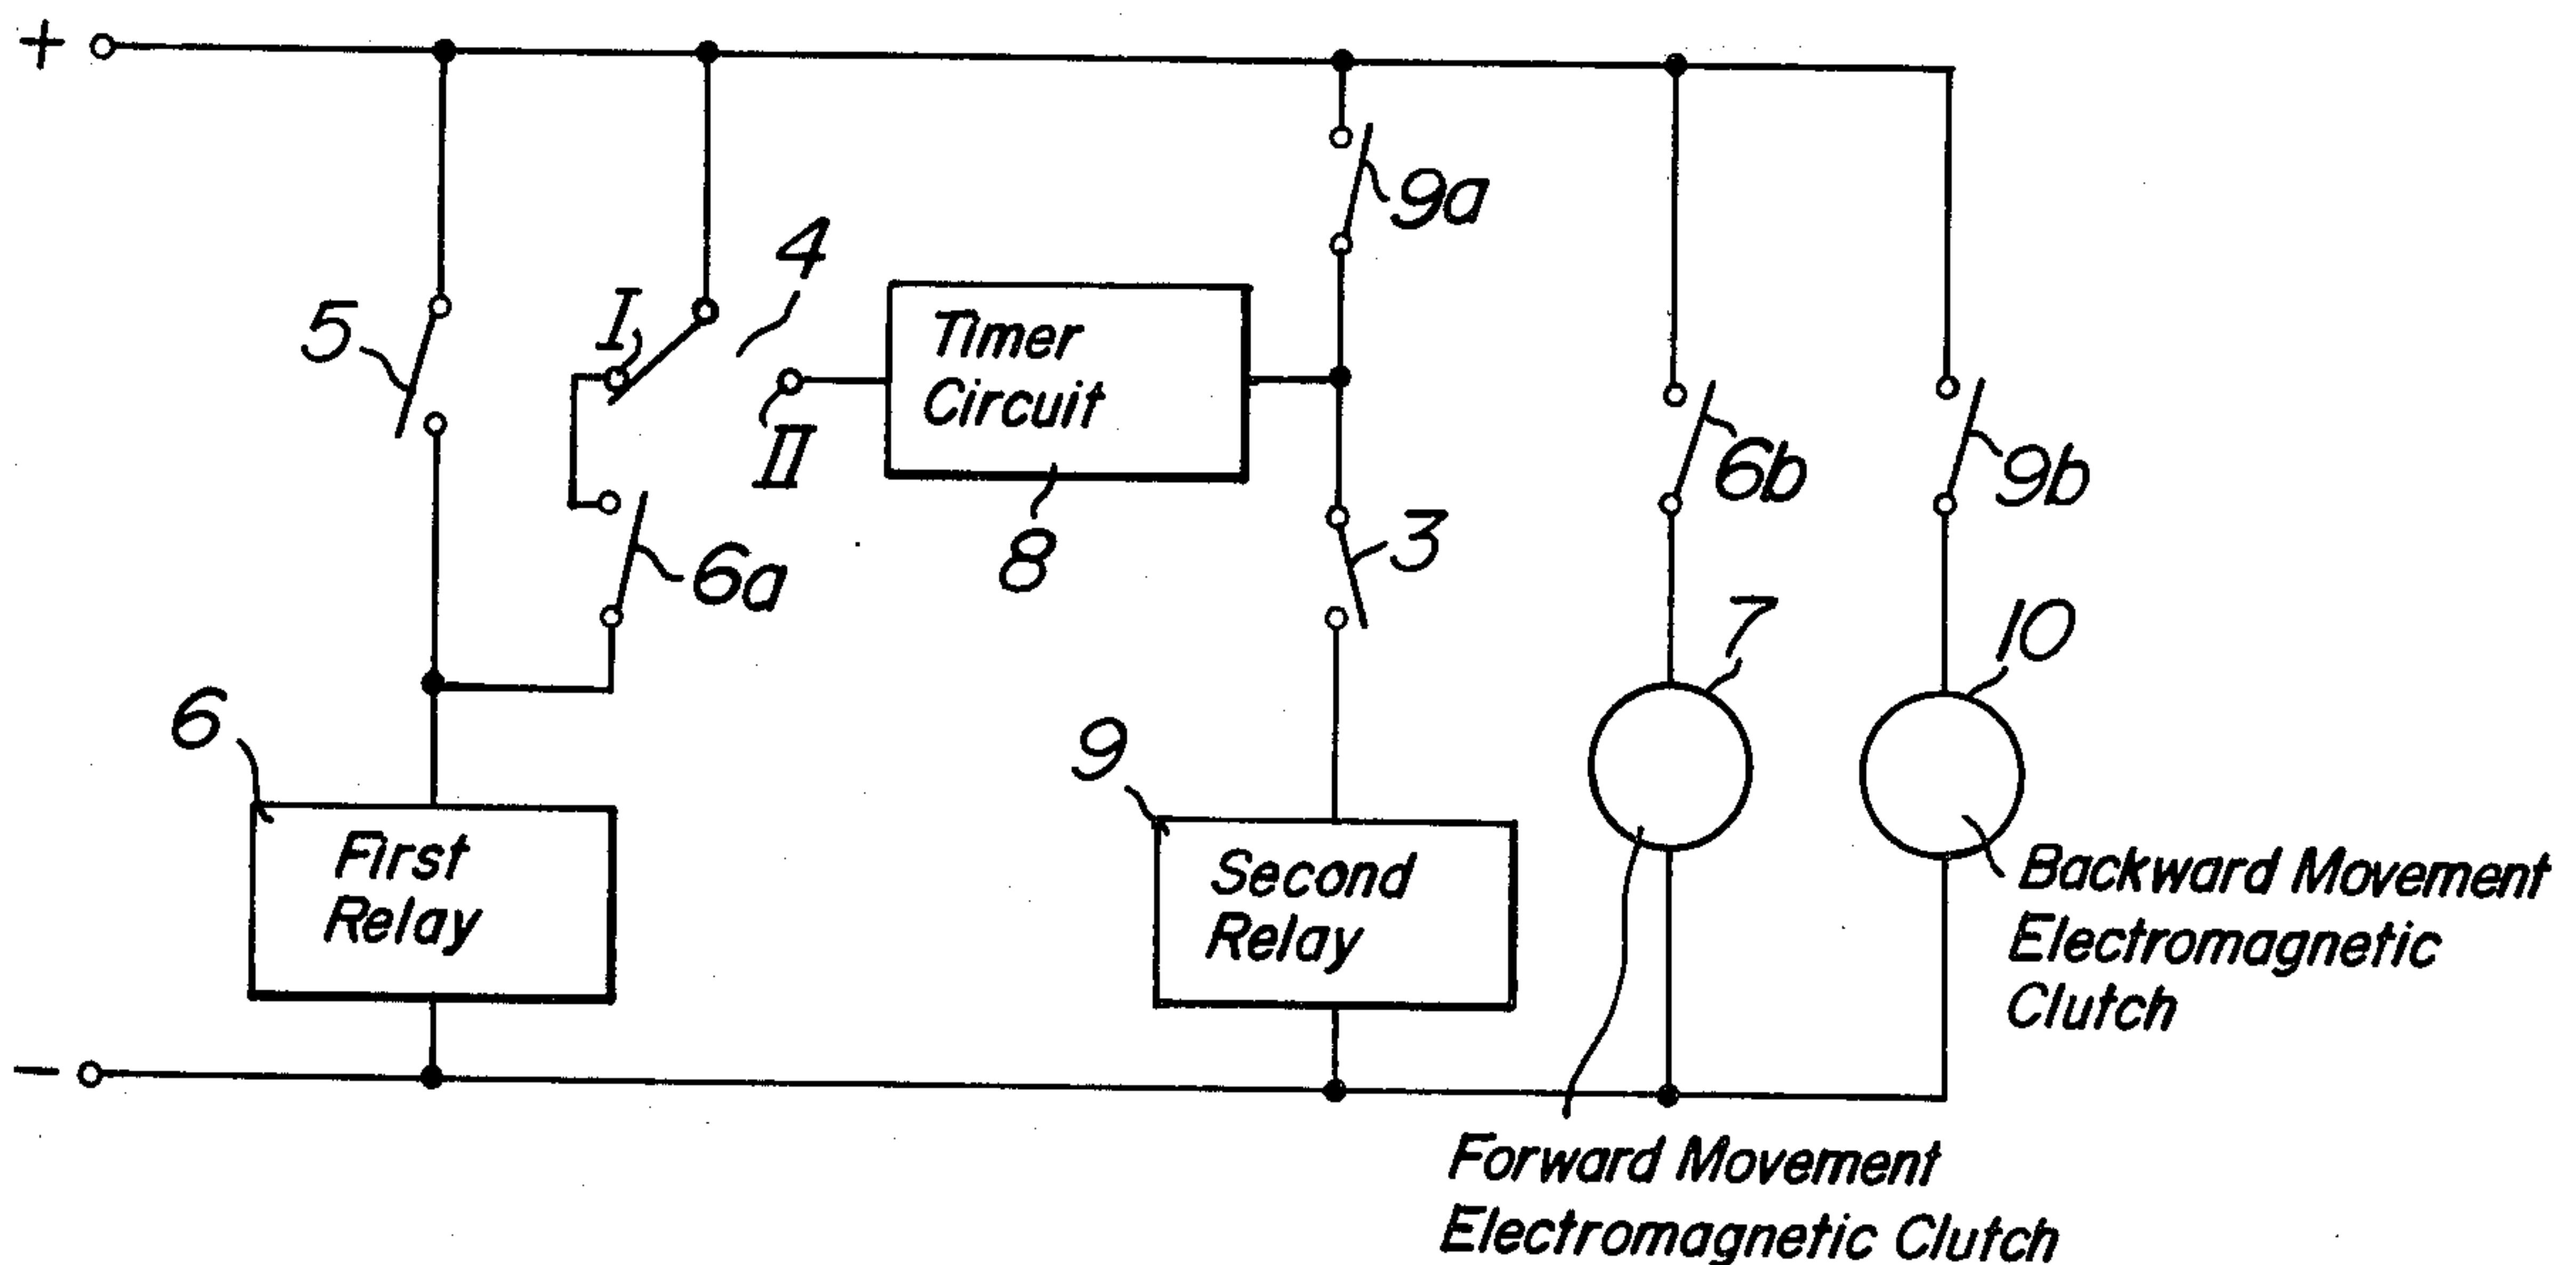 +
5
I
4
II
Timer
Circuit
8
9a
6a
3
6b
9b
7
10
6
First
Relay
9
Second
Relay
Backward Movement
Electromagnetic
Clutch
−
Forward Movement
Electromagnetic Clutch